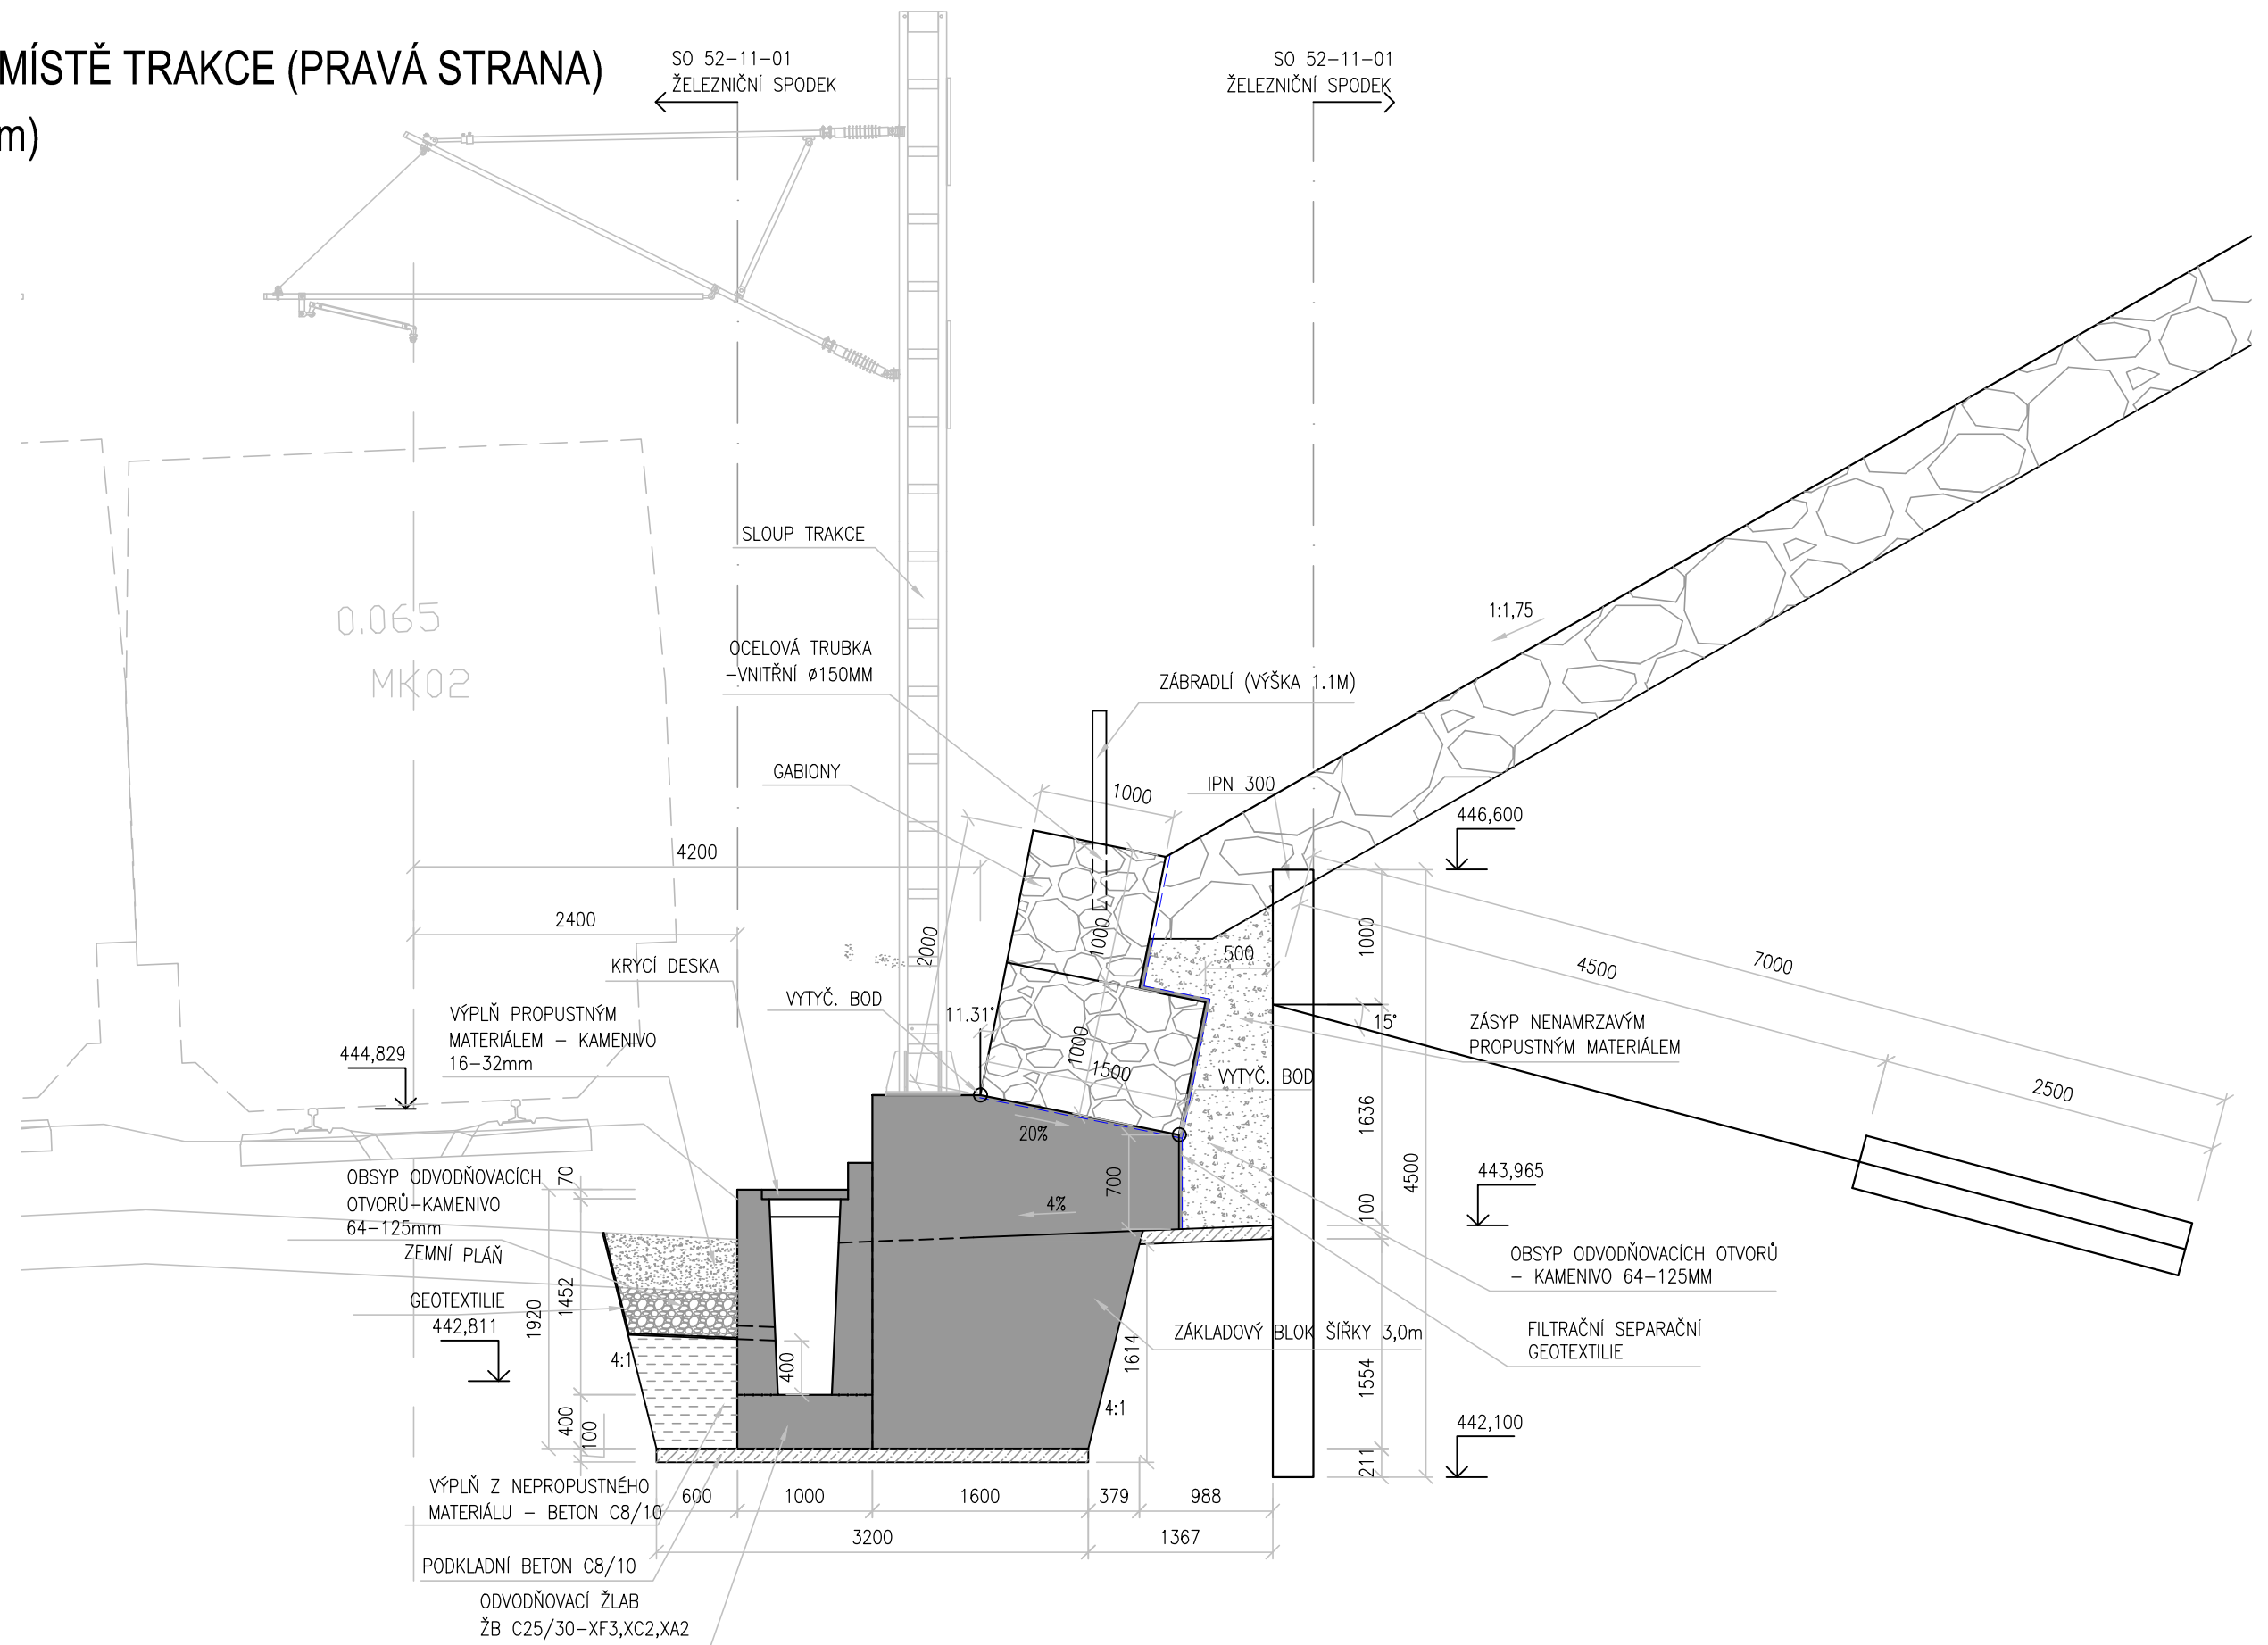 MÍSTĚ TRAKCE (PRAVÁ STRANA)
m)
SO 52-11-01
ŽELEZNIČNÍ SPODEK
SO 52-11-01
ŽELEZNIČNÍ SPODEK
SLOUP TRAKCE
0.065
MK02
1:1,75
OCELOVÁ TRUBKA
-VNITŘNÍ ø150MM
ZÁBRADLÍ (VÝŠKA 1.1M)
GABIONY
1000
IPN 300
446,600
4200
2400
2000
1000
500
1000
4500
7000
KRYCÍ DESKA
VYTYČ. BOD
11.31°
15°
VÝPLŇ PROPUSTNÝM
MATERIÁLEM - KAMENIVO
16-32mm
444,829
1000
1500
VYTYČ. BOD
ZÁSYP NENAMRZAVÝM
PROPUSTNÝM MATERIÁLEM
2500
1636
4500
20%
700
4%
443,965
100
OBSYP ODVODŇOVACÍCH
OTVORŮ-KAMENIVO
64-125mm
70
ZEMNÍ PLÁŇ
GEOTEXTILIE
442,811
1920
1452
4:1
400
OBSYP ODVODŇOVACÍCH OTVORŮ
- KAMENIVO 64-125MM
ZÁKLADOVÝ BLOK ŠÍŘKY 3,0m
FILTRAČNÍ SEPARAČNÍ
GEOTEXTILIE
1614
1554
4:1
400
100
442,100
211
VÝPLŇ Z NEPROPUSTNÉHO
MATERIÁLU - BETON C8/10
600
1000
1600
379
988
3200
1367
PODKLADNÍ BETON C8/10
ODVODŇOVACÍ ŽLAB
ŽB C25/30-XF3,XC2,XA2